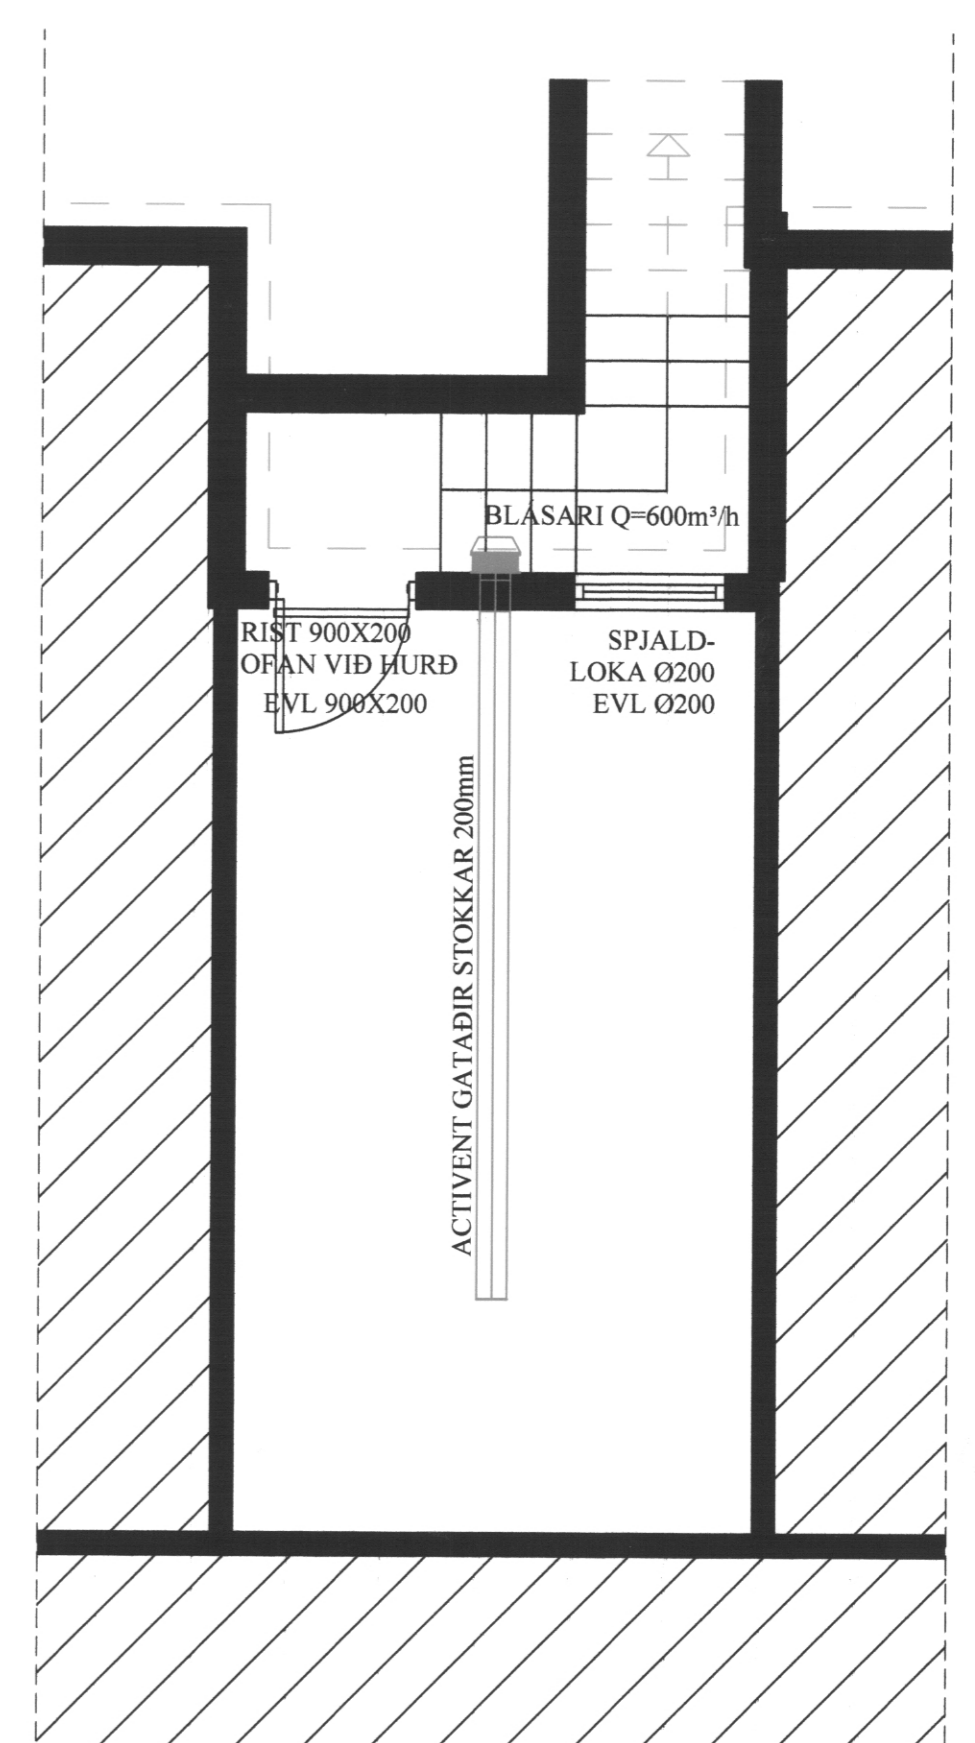 BLÁSARI Q=600m³/h
RIST 900X200
OFAN VIÐ HURÐ
EVL 900X200
SPJALD-
LOKA Ø200
EVL Ø200
ACTIVENT GATAÐIR STOKKAR 200mm